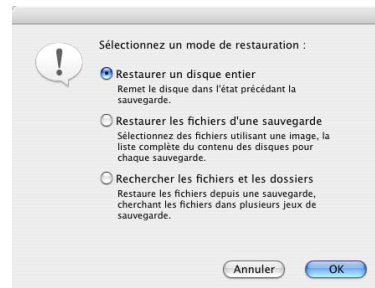 Sélectionnez un mode de restauration :
Restaurer un disque entier
Remet le disque dans l'état précédant la
sauvegarde.
Restaurer les fichiers d'une sauvegarde
Sélectionnez des fichiers utilisant une image, la
liste complète du contenu des disques pour
chaque sauvegarde.
Rechercher les fichiers et les dossiers
Restaure les fichiers depuis une sauvegarde,
cherchant les fichiers dans plusieurs jeux de
sauvegarde.
Annuler OK